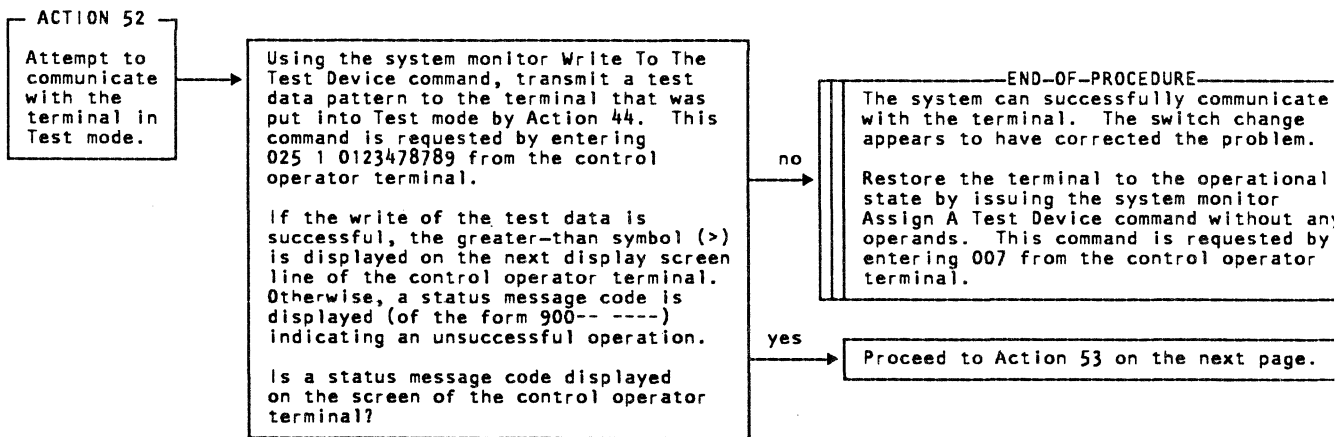 ACTION 52
Attempt to
communicate
with the
terminal in
Test mode.
Using the system monitor Write To The
Test Device command, transmit a test
data pattern to the terminal that was
put into Test mode by Action 44. This
command is requested by entering
025 1 0123478789 from the control
operator terminal.
If the write of the test data is
successful, the greater-than symbol (>)
is displayed on the next display screen
line of the control operator terminal.
Otherwise, a status message code is
displayed (of the form 900-- ----)
indicating an unsuccessful operation.
Is a status message code displayed
on the screen of the control operator
terminal?
no
END-OF-PROCEDURE
The system can successfully communicate
with the terminal. The switch change
appears to have corrected the problem.
Restore the terminal to the operational
state by issuing the system monitor
Assign A Test Device command without any
operands. This command is requested by
entering 007 from the control operator
terminal.
yes
Proceed to Action 53 on the next page.